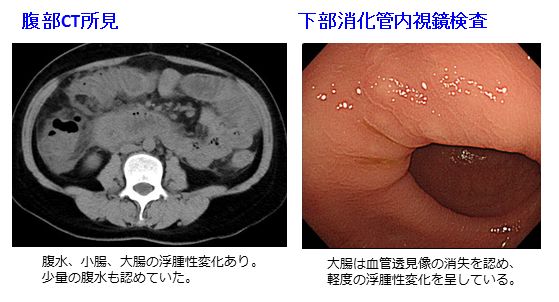 腹部CT所見
下部消化管内視鏡検査
腹水、小腸、大腸の浮腫性変化あり。
少量の腹水も認めていた。
大腸は血管透見像の消失を認め、
軽度の浮腫性変化を呈している。